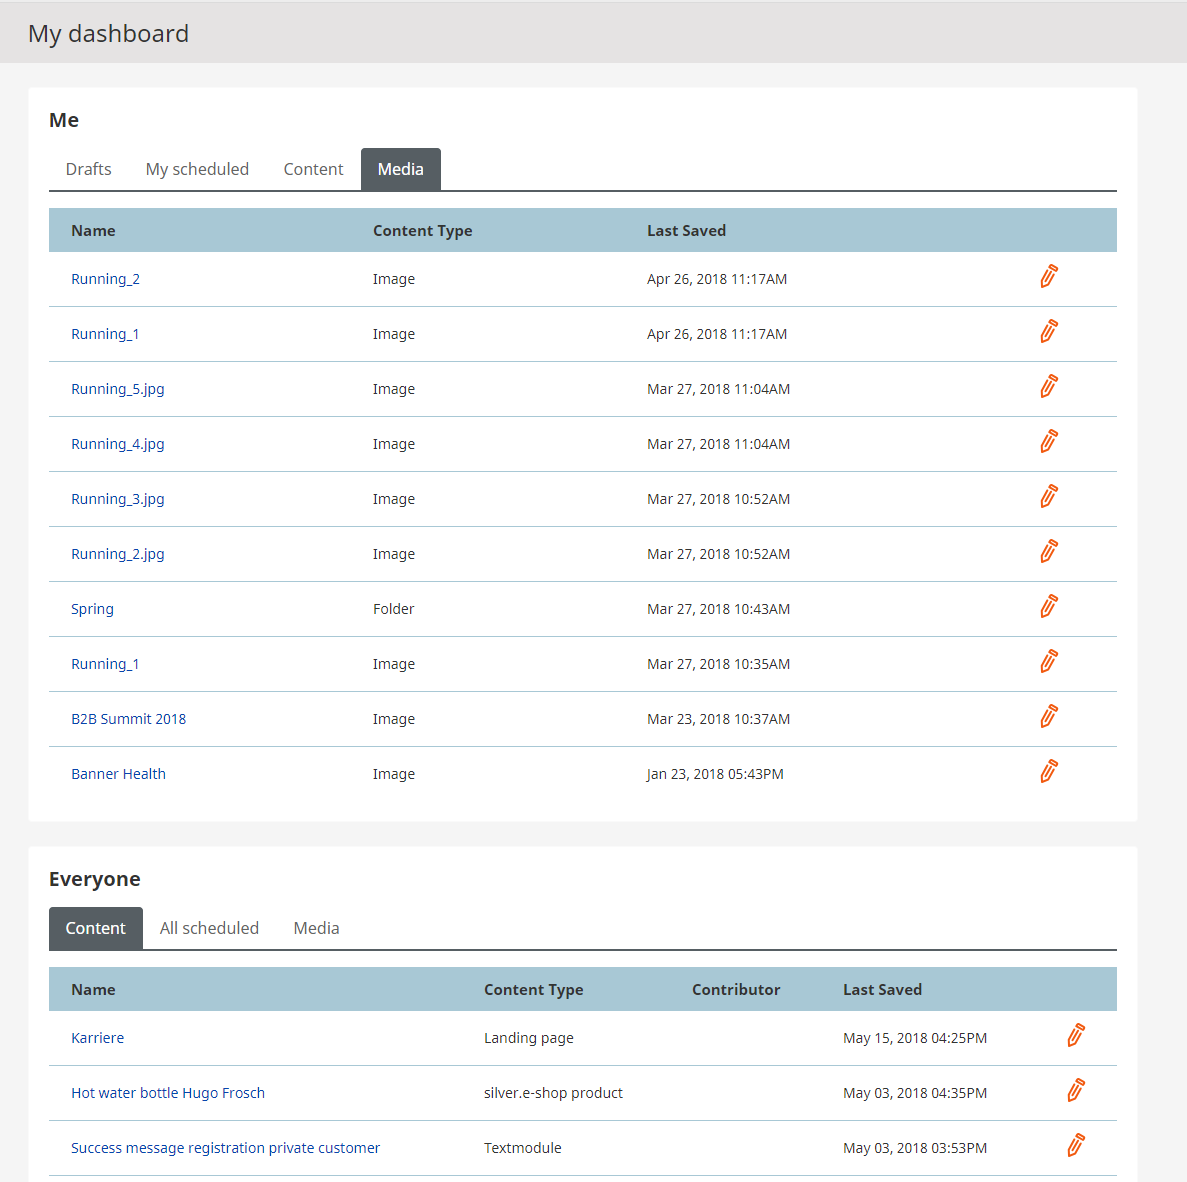 My dashboard
Me
Drafts My scheduled Content Media
Name Content Type Last Saved
Running_2 Image Apr 26, 2018 11:17AM
Running_1 Image Apr 26, 2018 11:17AM
Running_5.jpg Image Mar 27, 2018 11:04AM
Running_4.jpg Image Mar 27, 2018 11:04AM
Running_3.jpg Image Mar 27, 2018 10:52AM
Running_2.jpg Image Mar 27, 2018 10:52AM
Spring Folder Mar 27, 2018 10:43AM
Running_1 Image Mar 27, 2018 10:35AM
B2B Summit 2018 Image Mar 23, 2018 10:37AM
Banner Health Image Jan 23, 2018 05:43PM
Everyone
Content All scheduled Media
Name Content Type Contributor Last Saved
Karriere Landing page May 15, 2018 04:25PM
Hot water bottle Hugo Frosch silver.e-shop product May 03, 2018 04:35PM
Success message registration private customer Textmodule May 03, 2018 03:53PM